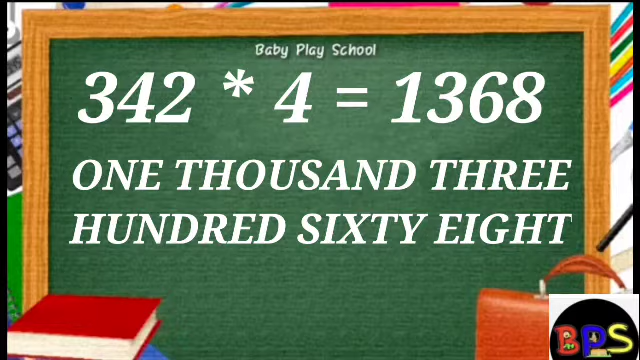 Baby Play School
342 * 4 = 1368
ONE THOUSAND THREE
HUNDRED SIXTY EIGHT
BPS